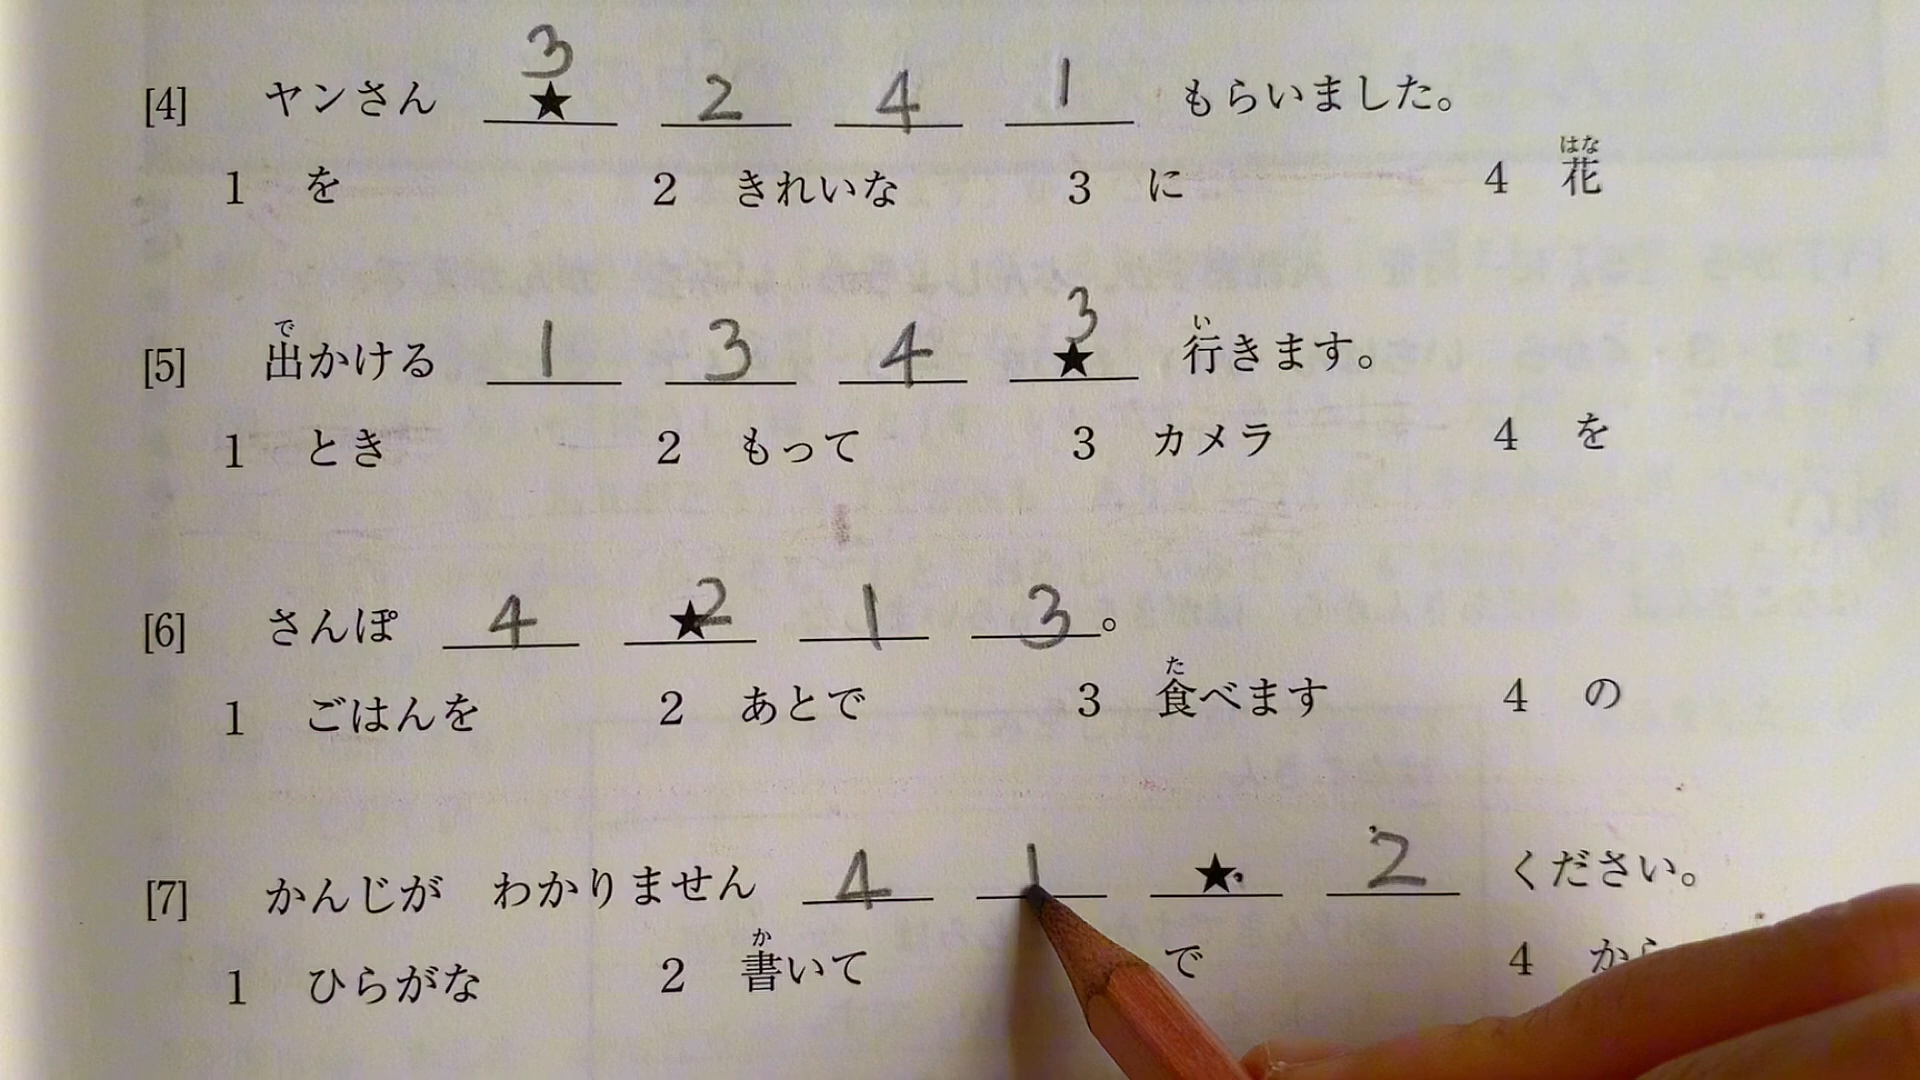 [4] ヤンさん 3★ 2 4 1 もらいました。
1 を 2 きれいな 3 に 4 花
はな
[5] 出かける 1 3 4 3★ 行きます。
で い
1 とき 2 もって 3 カメラ 4 を
[6] さんぽ 4 ★2 1 3。
1 ごはんを 2 あとで 3 食べます 4 の
た
[7] かんじが わかりません 4 1 ★ 2 ください。
1 ひらがな 2 書いて で 4 から
か